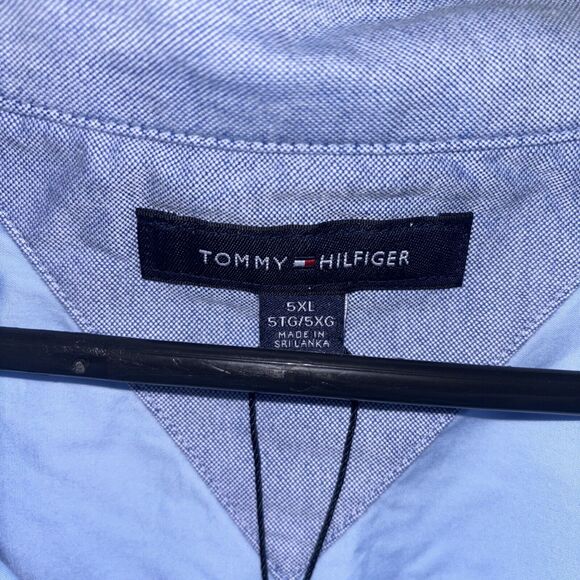 TOMMY HILFIGER
5XL
5TG/5XG
MADE IN
SRI LANKA